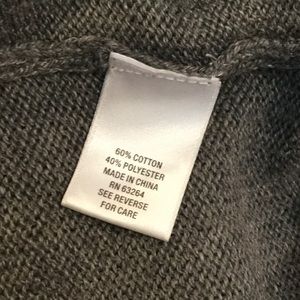 60% COTTON
40% POLYESTER
MADE IN CHINA
RN 63264
SEE REVERSE
FOR CARE